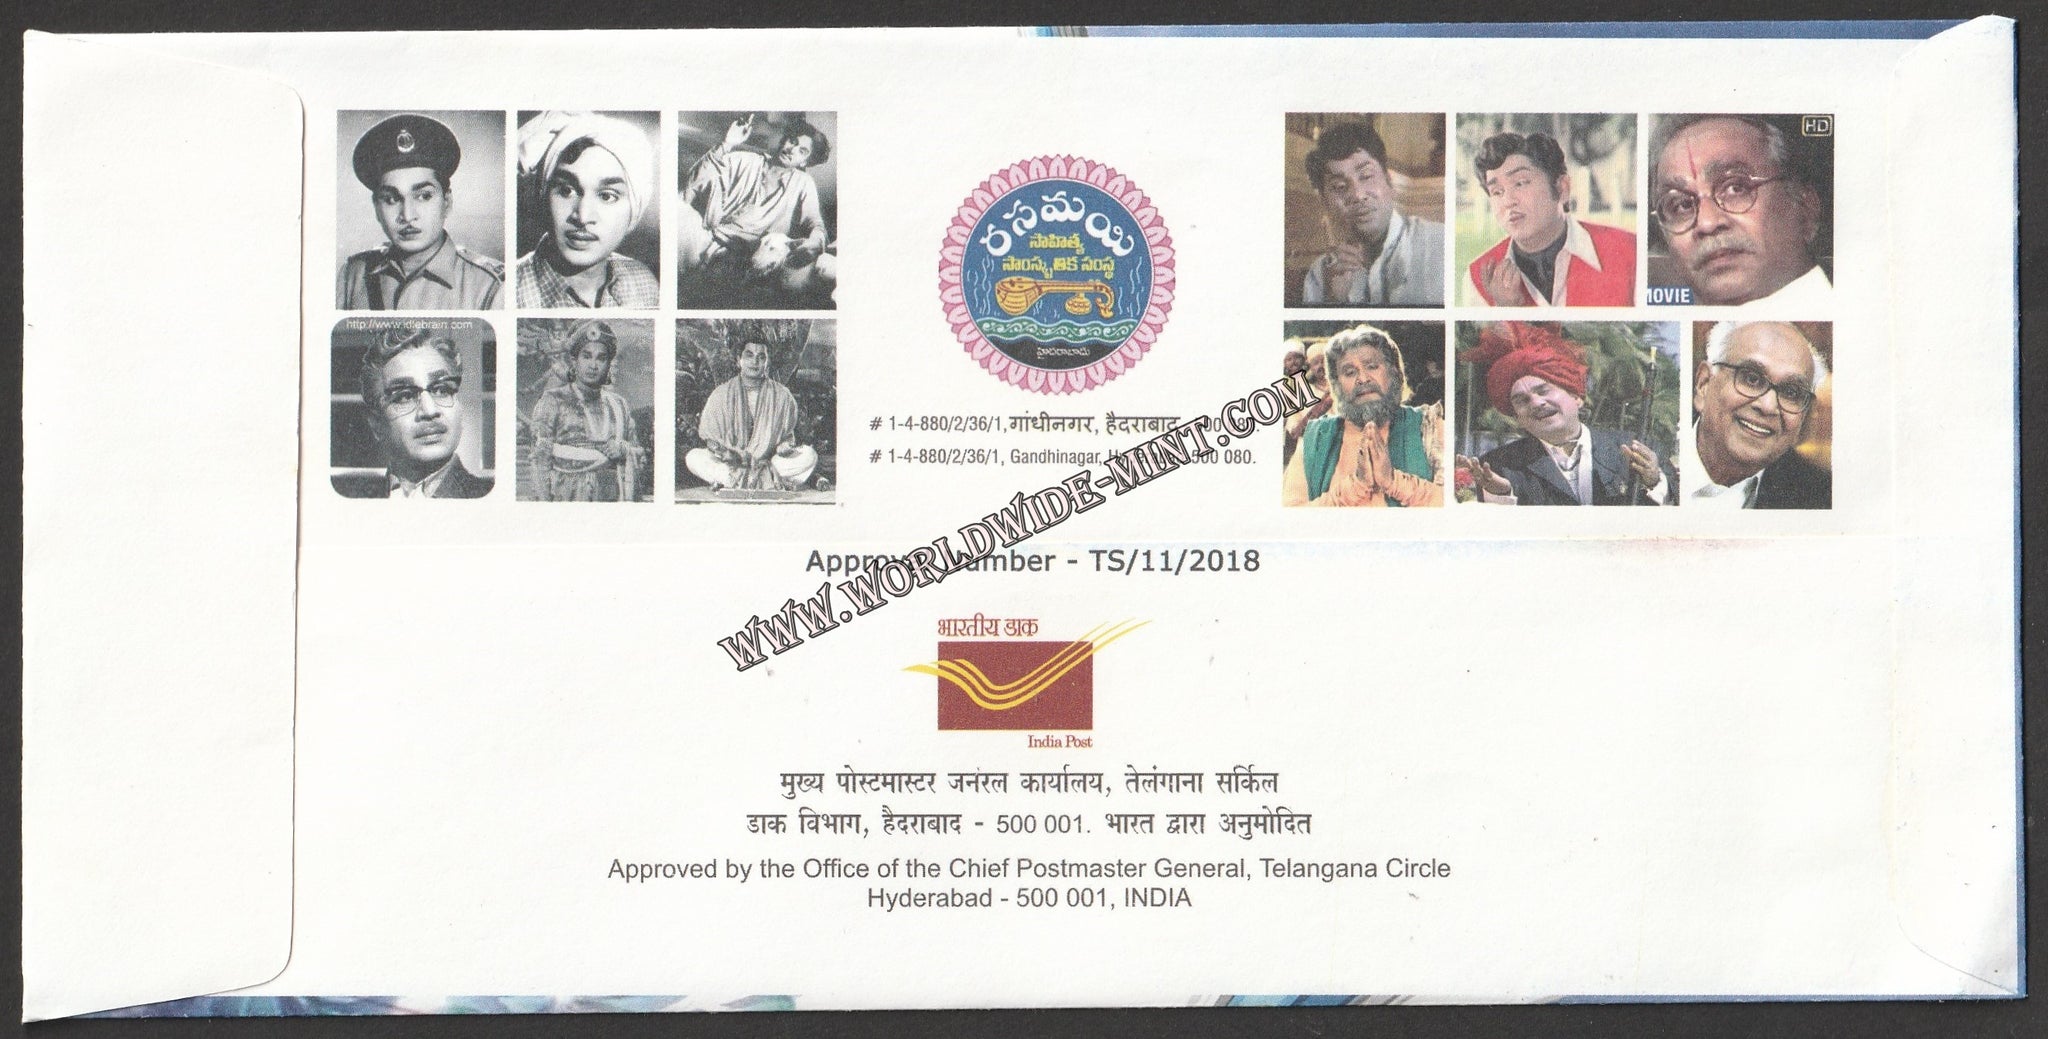 http://www.idlebrain.com
HD
MOVIE
రసమయి
సాహిత్య
సాంస్కృతిక సంస్థ
హైదరాబాదు
# 1-4-880/2/36/1, गांधीनगर, हैदराबाद
# 1-4-880/2/36/1, Gandhinagar, 500 080.
WWW.WORLDWIDE-MINT.COM
Approval Number - TS/11/2018
भारतीय डाक
India Post
मुख्य पोस्टमास्टर जनरल कार्यालय, तेलंगाना सर्किल
डाक विभाग, हैदराबाद - 500 001. भारत द्वारा अनुमोदित
Approved by the Office of the Chief Postmaster General, Telangana Circle
Hyderabad - 500 001, INDIA